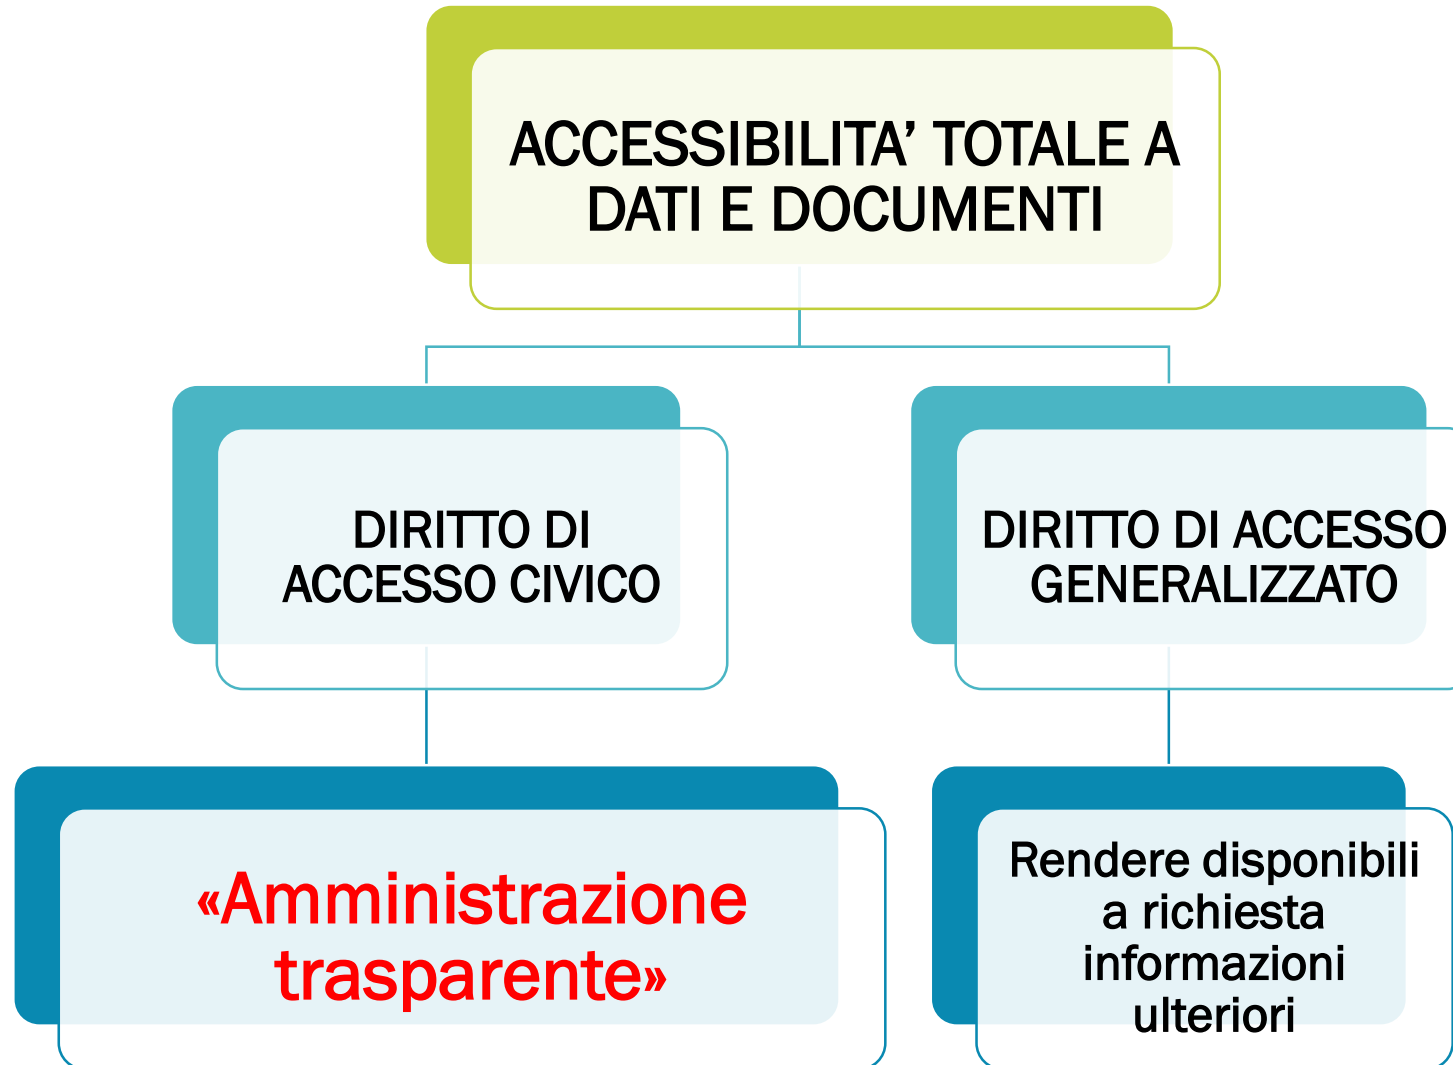 ACCESSIBILITA’ TOTALE A
DATI E DOCUMENTI
DIRITTO DI
ACCESSO CIVICO
DIRITTO DI ACCESSO
GENERALIZZATO
«Amministrazione
trasparente»
Rendere disponibili
a richiesta
informazioni
ulteriori